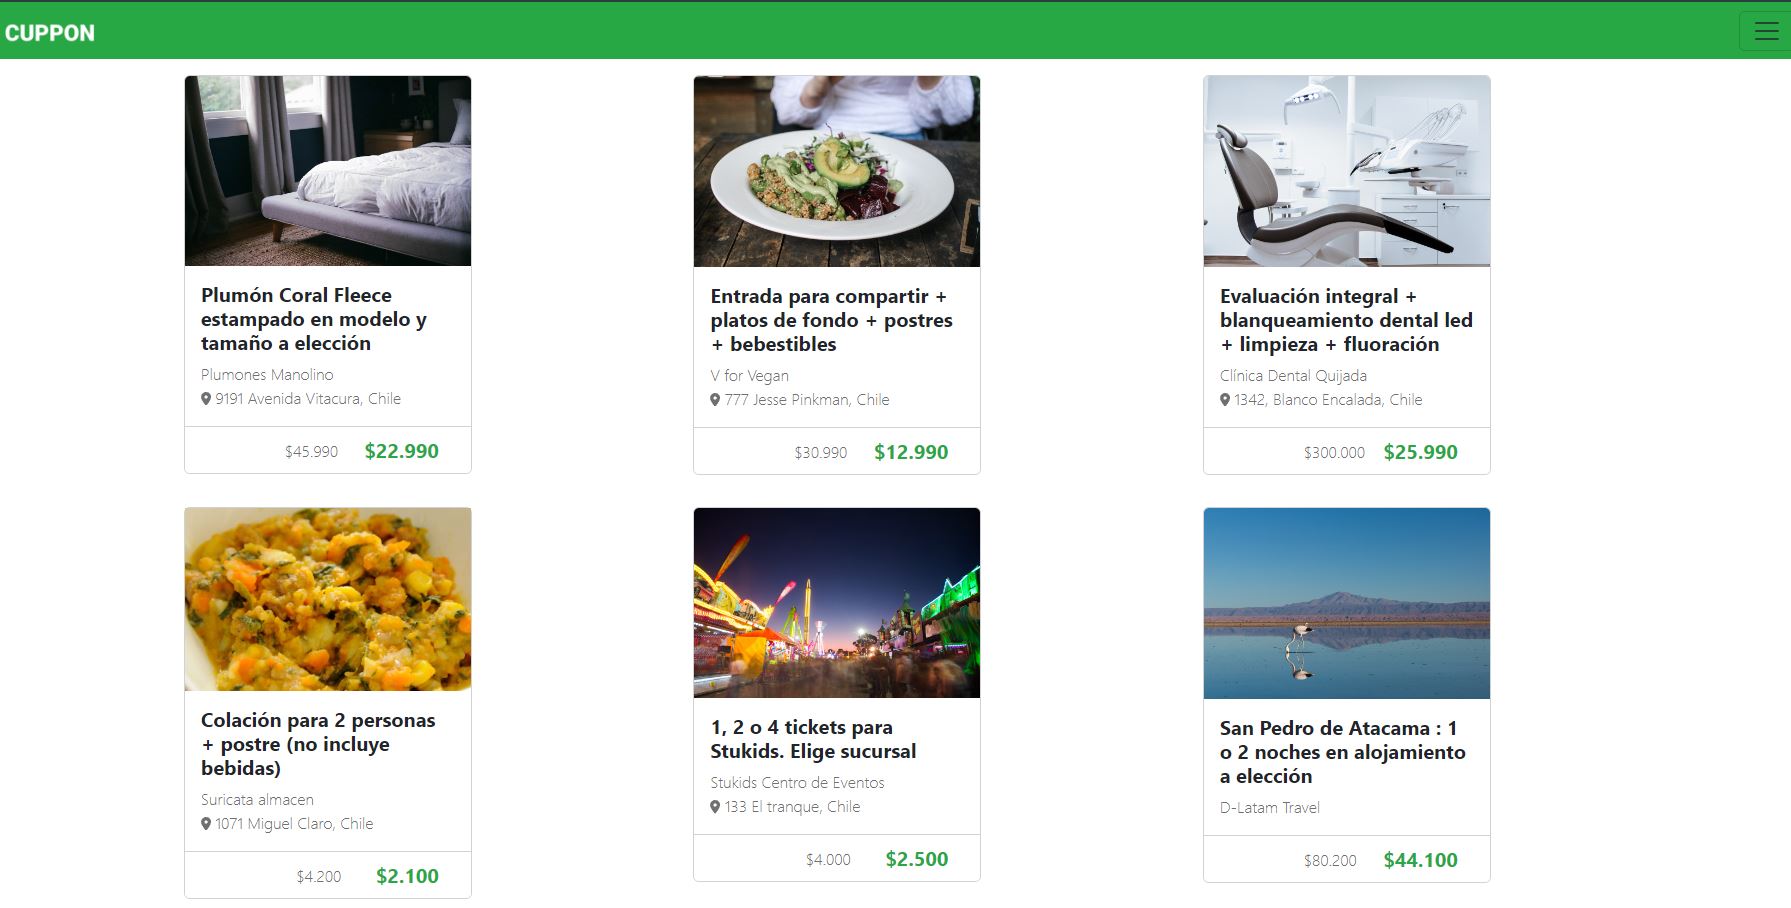 CUPPON
Plumón Coral Fleece
estampado en modelo y
tamaño a elección
Plumones Manolino
9191 Avenida Vitacura, Chile
$45.990 $22.990
Entrada para compartir +
platos de fondo + postres
+ bebestibles
V for Vegan
777 Jesse Pinkman, Chile
$30.990 $12.990
Evaluación integral +
blanqueamiento dental led
+ limpieza + fluoración
Clínica Dental Quijada
1342, Blanco Encalada, Chile
$300.000 $25.990
Colación para 2 personas
+ postre (no incluye
bebidas)
Suricata almacen
1071 Miguel Claro, Chile
$4.200 $2.100
1, 2 o 4 tickets para
Stukids. Elige sucursal
Stukids Centro de Eventos
133 El tranque, Chile
$4.000 $2.500
San Pedro de Atacama : 1
o 2 noches en alojamiento
a elección
D-Latam Travel
$80.200 $44.100